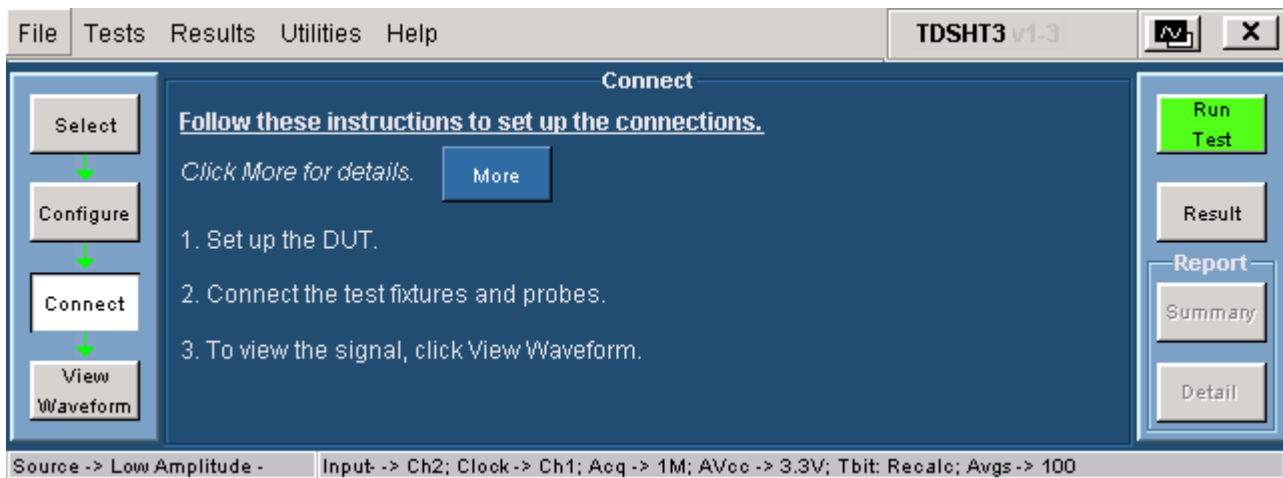 File Tests Results Utilities Help TDSHT3 v1-3
Connect
Select
Configure
Connect
View
Waveform
Follow these instructions to set up the connections.
Click More for details. More
1. Set up the DUT.
2. Connect the test fixtures and probes.
3. To view the signal, click View Waveform.
Run
Test
Result
Report
Summary
Detail
Source -> Low Amplitude - Input- -> Ch2; Clock -> Ch1; Acq -> 1M; AVcc -> 3.3V; Tbit: Recalc; Avgs -> 100